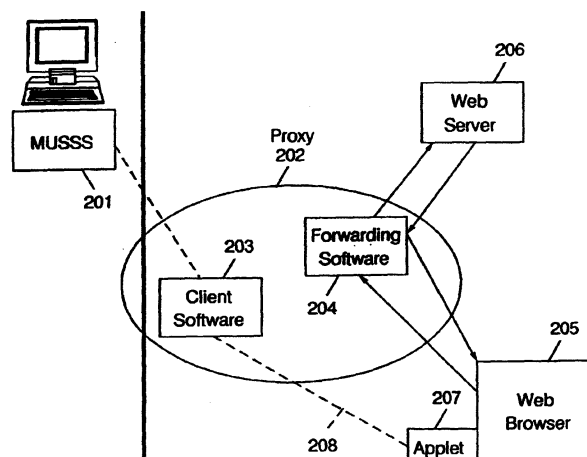 206
Web
Server
MUSSS
201
Proxy
202
203
Client
Software
Forwarding
Software
204
205
Web
Browser
207
Applet
208